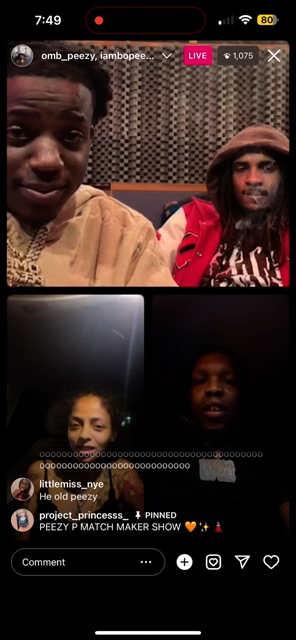 7:49
80
omb_peezy, iambopee...
LIVE
1,075
oooooooooooooooooooooooooooooooooooooooooo
oooooooooooooooooooooooooooo
littlemiss_nye
He old peezy
project_princesss_ PINNED
PEEZY P MATCH MAKER SHOW 🧡✨💃
Comment